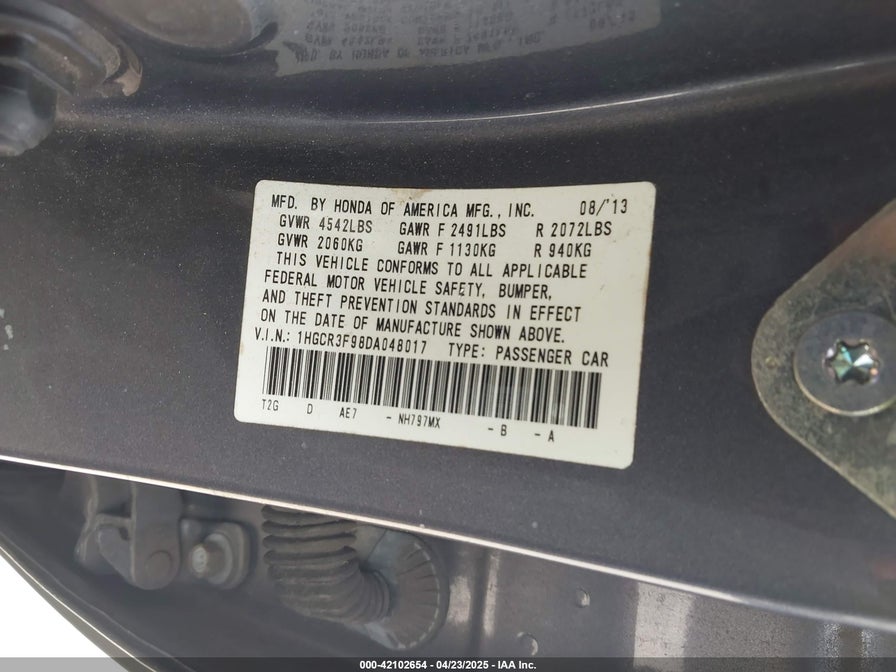 MFD. BY HONDA OF AMERICA MFG., INC. 08/'13
GVWR 4542LBS GAWR F 2491LBS R 2072LBS
GVWR 2060KG GAWR F 1130KG R 940KG
THIS VEHICLE CONFORMS TO ALL APPLICABLE
FEDERAL MOTOR VEHICLE SAFETY, BUMPER,
AND THEFT PREVENTION STANDARDS IN EFFECT
ON THE DATE OF MANUFACTURE SHOWN ABOVE.
V.I.N.: 1HGCR3F98DA048017 TYPE: PASSENGER CAR
T2G D AE7 - NH797MX - B - A
000-42102654 - 04/23/2025 - IAA Inc.